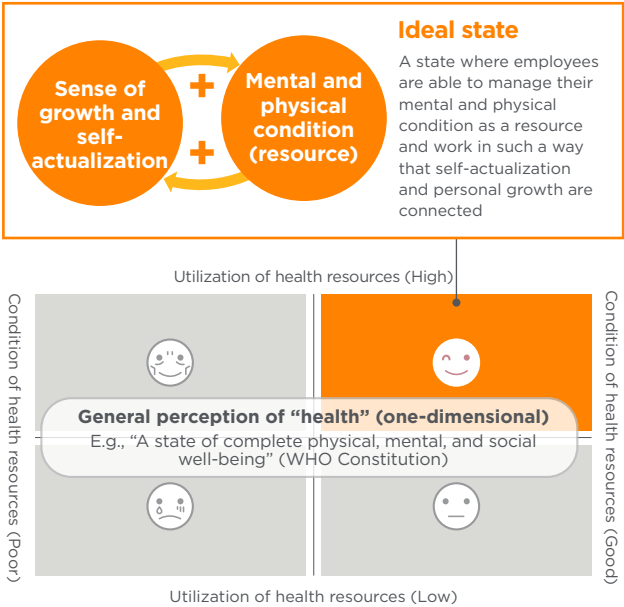 Sense of
growth and
self-
actualization
+
+
Mental and
physical
condition
(resource)
Ideal state
A state where employees
are able to manage their
mental and physical
condition as a resource
and work in such a way
that self-actualization
and personal growth are
connected
Utilization of health resources (High)
Condition of health resources (Poor)
General perception of “health” (one-dimensional)
E.g., “A state of complete physical, mental, and social
well-being” (WHO Constitution)
Condition of health resources (Good)
Utilization of health resources (Low)